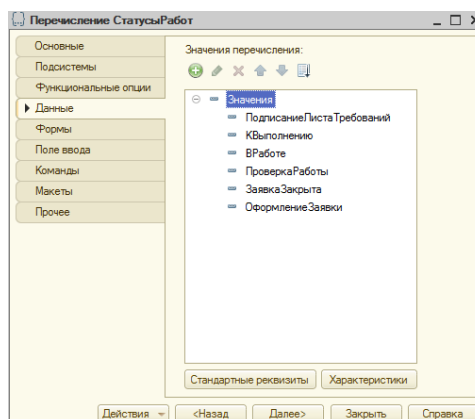 Перечисление СтатусыРабот
Основные
Подсистемы
Функциональные опции
Данные
Формы
Поле ввода
Команды
Макеты
Прочее
Значения перечисления:
Значения
ПодписаниеЛистаТребований
КВыполнению
ВРаботе
ПроверкаРаботы
ЗаявкаЗакрыта
ОформлениеЗаявки
Стандартные реквизиты
Характеристики
Действия
<Назад
Далее>
Закрыть
Справка